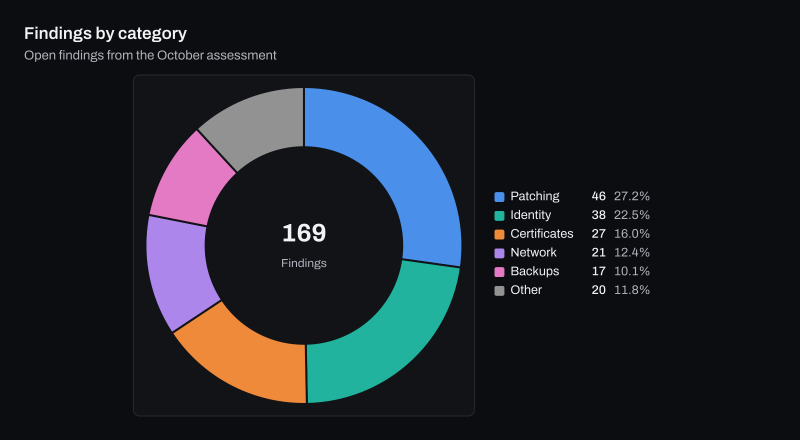 Findings by category
Open findings from the October assessment
169
Findings
Patching 46 27.2%
Identity 38 22.5%
Certificates 27 16.0%
Network 21 12.4%
Backups 17 10.1%
Other 20 11.8%